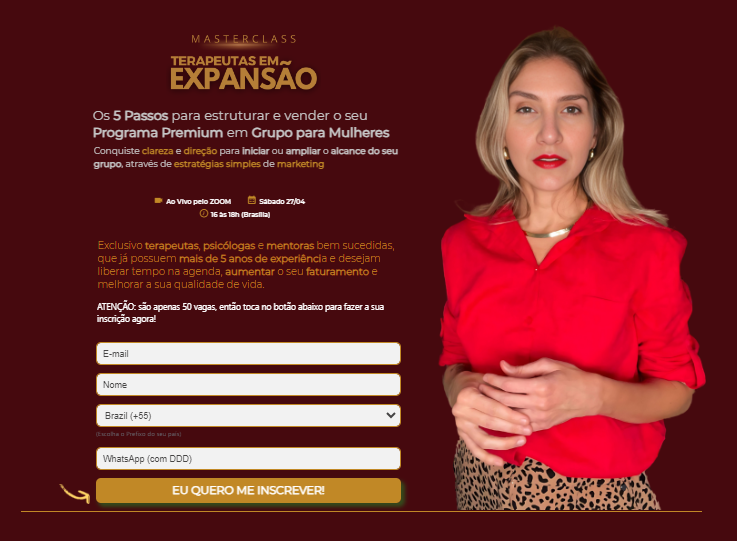 MASTERCLASS
TERAPEUTAS EM
EXPANSÃO
Os 5 Passos para estruturar e vender o seu
Programa Premium em Grupo para Mulheres
Conquiste clareza e direção para iniciar ou ampliar o alcance do seu
grupo, através de estratégias simples de marketing
Ao Vivo pelo ZOOM
Sábado 27/04
16 às 18h (Brasília)
Exclusivo terapeutas, psicólogas e mentoras bem sucedidas,
que já possuem mais de 5 anos de experiência e desejam
liberar tempo na agenda, aumentar o seu faturamento e
melhorar a sua qualidade de vida.
ATENÇÃO: são apenas 50 vagas, então toca no botão abaixo para fazer a sua
inscrição agora!
E-mail
Nome
Brazil (+55)
(Escolha o Prefixo do seu país)
WhatsApp (com DDD)
EU QUERO ME INSCREVER!